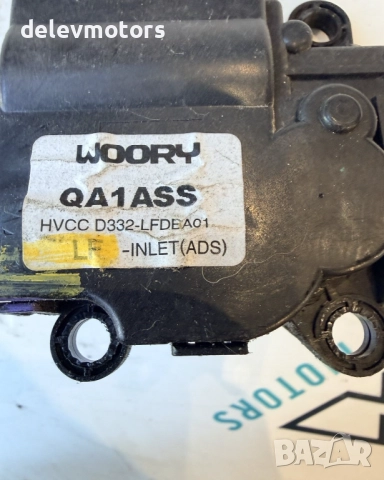 delevmotors
WOORY
QA1ASS
HVCC D332-LFDEA01
LF -INLET(ADS)
MOTORS
BAZAR